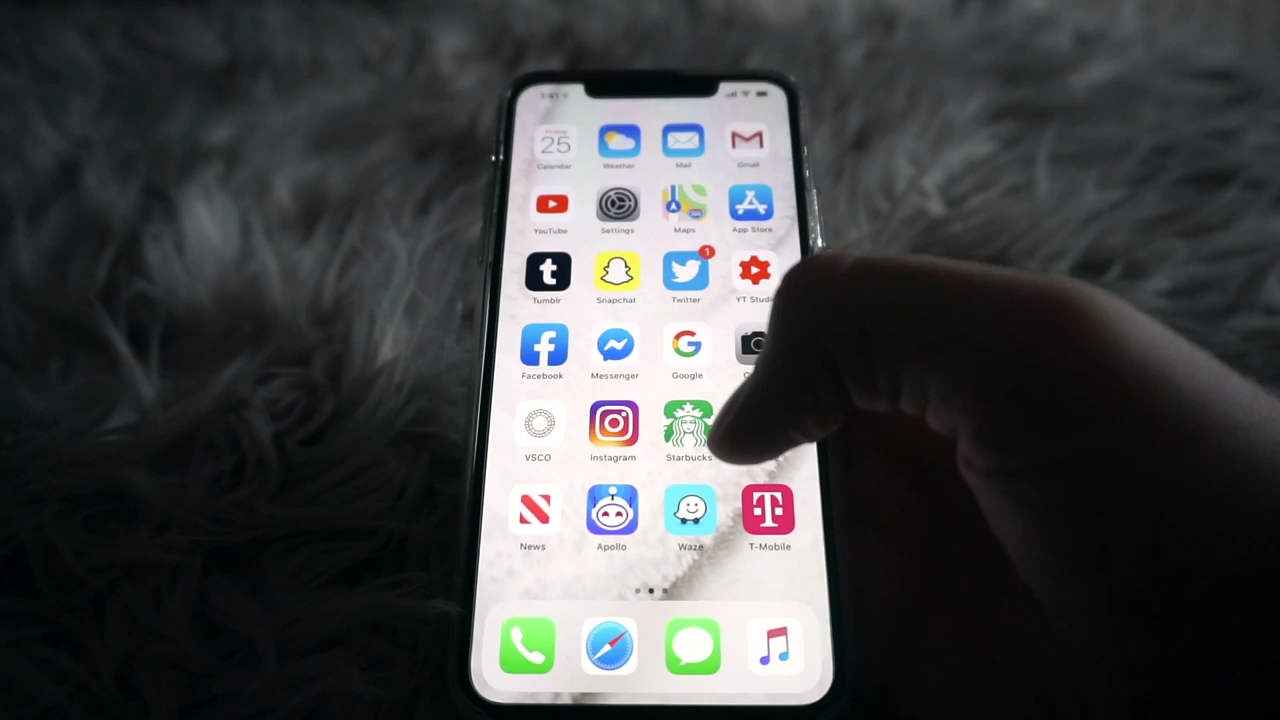 25
Calendar Weather Mail Gmail
YouTube Settings Maps App Store
1
Tumblr Snapchat Twitter YT Studio
Facebook Messenger Google
VSCO Instagram Starbucks
News Apollo Waze T-Mobile